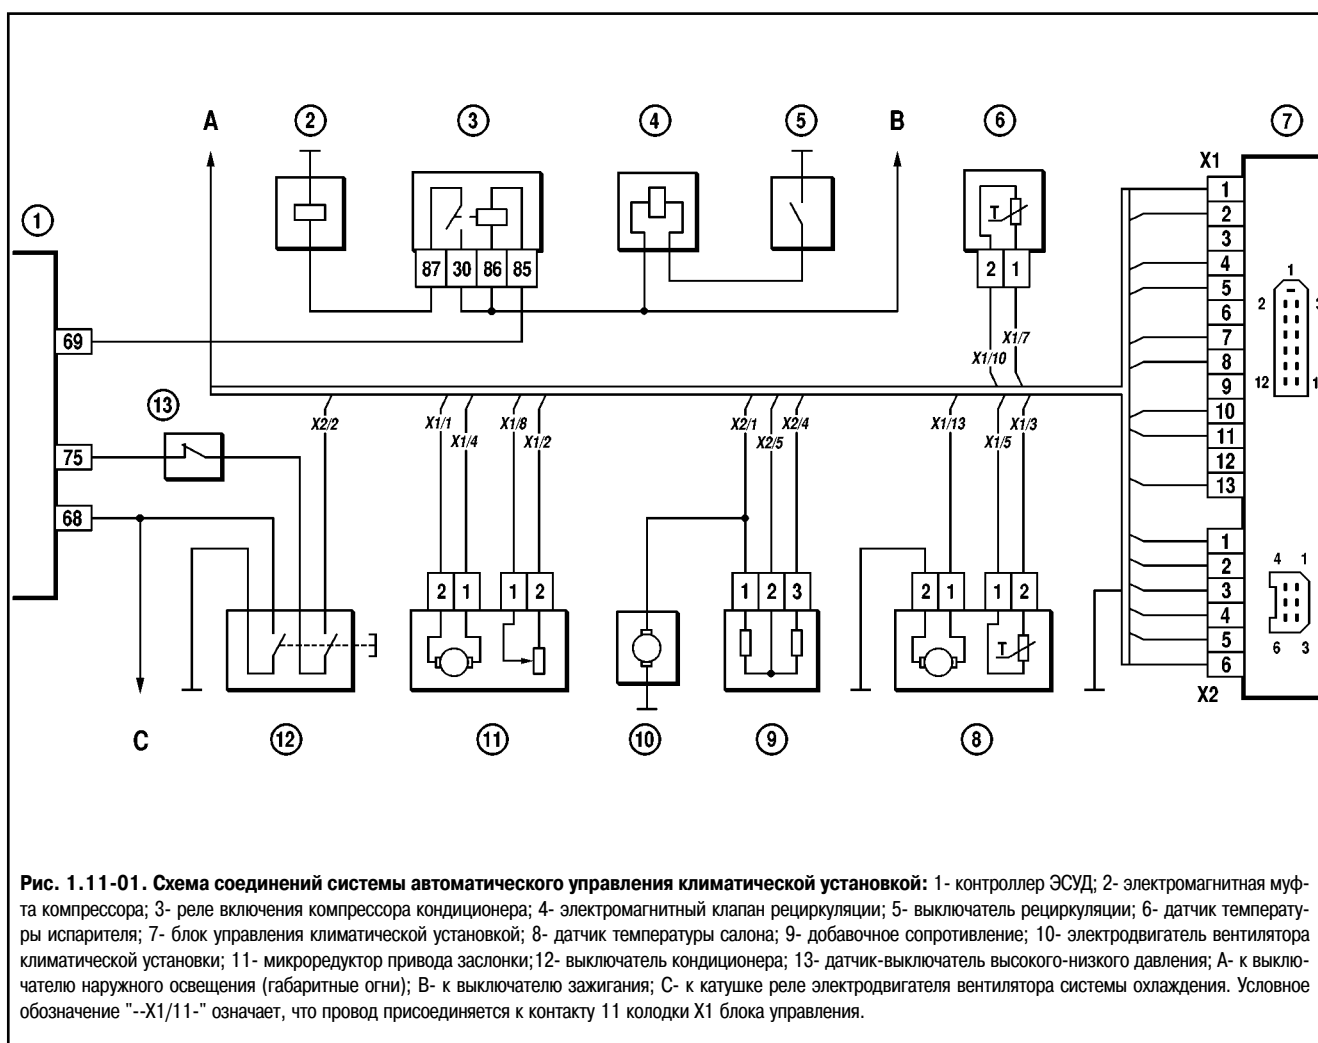 A 2 3 4 5 B 6 7
1
X1
87 30 86 85
2 1
69
X1/10 X1/7
1
2
3
4
5
6
7
8
9
10
11
12
13
1
2 3
12 1
13
X2/2 X1/1 X1/4 X1/8 X1/2 X2/1 X2/5 X2/4 X1/13 X1/5 X1/3
75
68
2 1 1 2
1 2 3
2 1 1 2
1
2
3
4
5
6
X2
4 1
6 3
C 12 11 10 9 8
T
T
Рис. 1.11-01. Схема соединений системы автоматического управления климатической установкой: 1- контроллер ЭСУД; 2- электромагнитная муф-
та компрессора; 3- реле включения компрессора кондиционера; 4- электромагнитный клапан рециркуляции; 5- выключатель рециркуляции; 6- датчик температу-
ры испарителя; 7- блок управления климатической установкой; 8- датчик температуры салона; 9- добавочное сопротивление; 10- электродвигатель вентилятора
климатической установки; 11- микроредуктор привода заслонки;12- выключатель кондиционера; 13- датчик-выключатель высокого-низкого давления; А- к выклю-
чателю наружного освещения (габаритные огни); В- к выключателю зажигания; С- к катушке реле электродвигателя вентилятора системы охлаждения. Условное
обозначение "--X1/11-" означает, что провод присоединяется к контакту 11 колодки X1 блока управления.